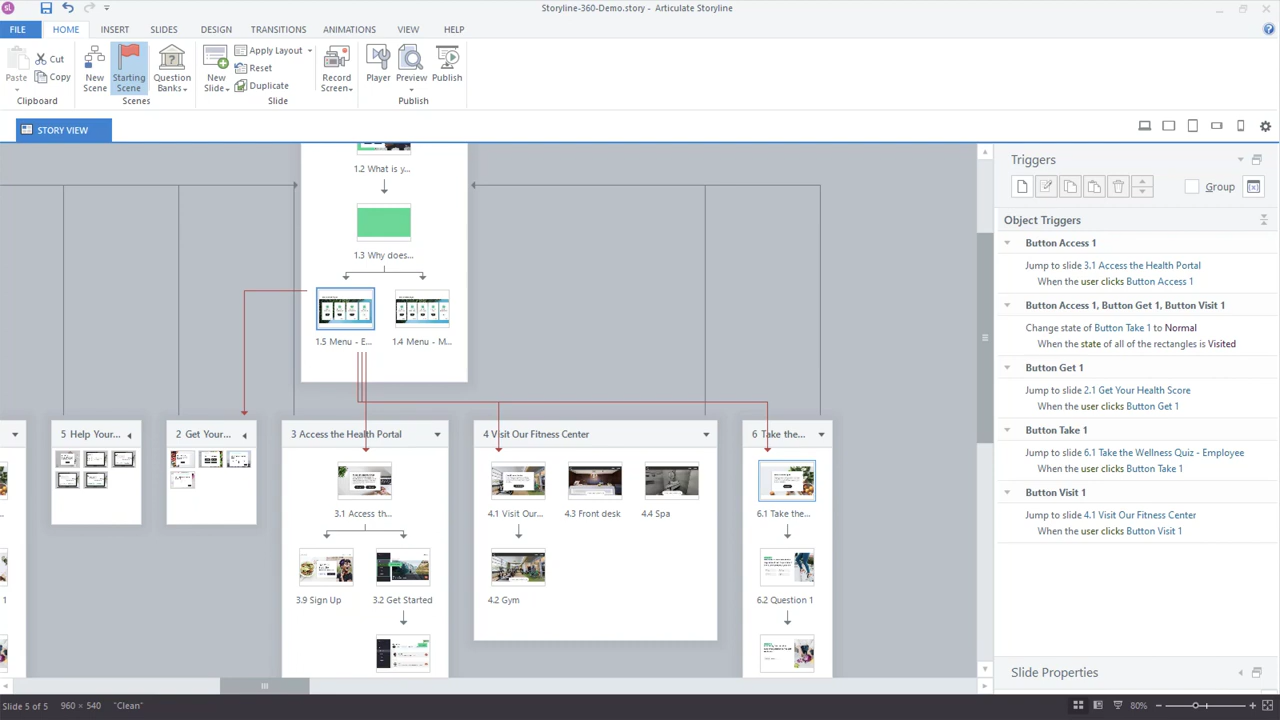 SL
Storyline-360-Demo.story - Articulate Storyline
FILE
HOME
INSERT
SLIDES
DESIGN
TRANSITIONS
ANIMATIONS
VIEW
HELP
Paste
Cut
Copy
Clipboard
New Scene
Starting Scene
Question Banks
Scenes
New Slide
Apply Layout
Reset
Duplicate
Slide
Record Screen
Player
Preview
Publish
Publish
STORY VIEW
1.2 What is y...
1.3 Why does...
1.5 Menu - E...
1.4 Menu - M...
5 Help Your...
2 Get Your...
3 Access the Health Portal
4 Visit Our Fitness Center
6 Take the...
3.1 Access th...
4.1 Visit Our...
4.3 Front desk
4.4 Spa
6.1 Take the...
1
3.9 Sign Up
3.2 Get Started
4.2 Gym
6.2 Question 1
Triggers
Group
Object Triggers
Button Access 1
Jump to slide 3.1 Access the Health Portal
When the user clicks Button Access 1
Button Access 1, Button Get 1, Button Visit 1
Change state of Button Take 1 to Normal
When the state of all of the rectangles is Visited
Button Get 1
Jump to slide 2.1 Get Your Health Score
When the user clicks Button Get 1
Button Take 1
Jump to slide 6.1 Take the Wellness Quiz - Employee
When the user clicks Button Take 1
Button Visit 1
Jump to slide 4.1 Visit Our Fitness Center
When the user clicks Button Visit 1
Slide Properties
Slide 5 of 5
960 × 540
"Clean"
80%